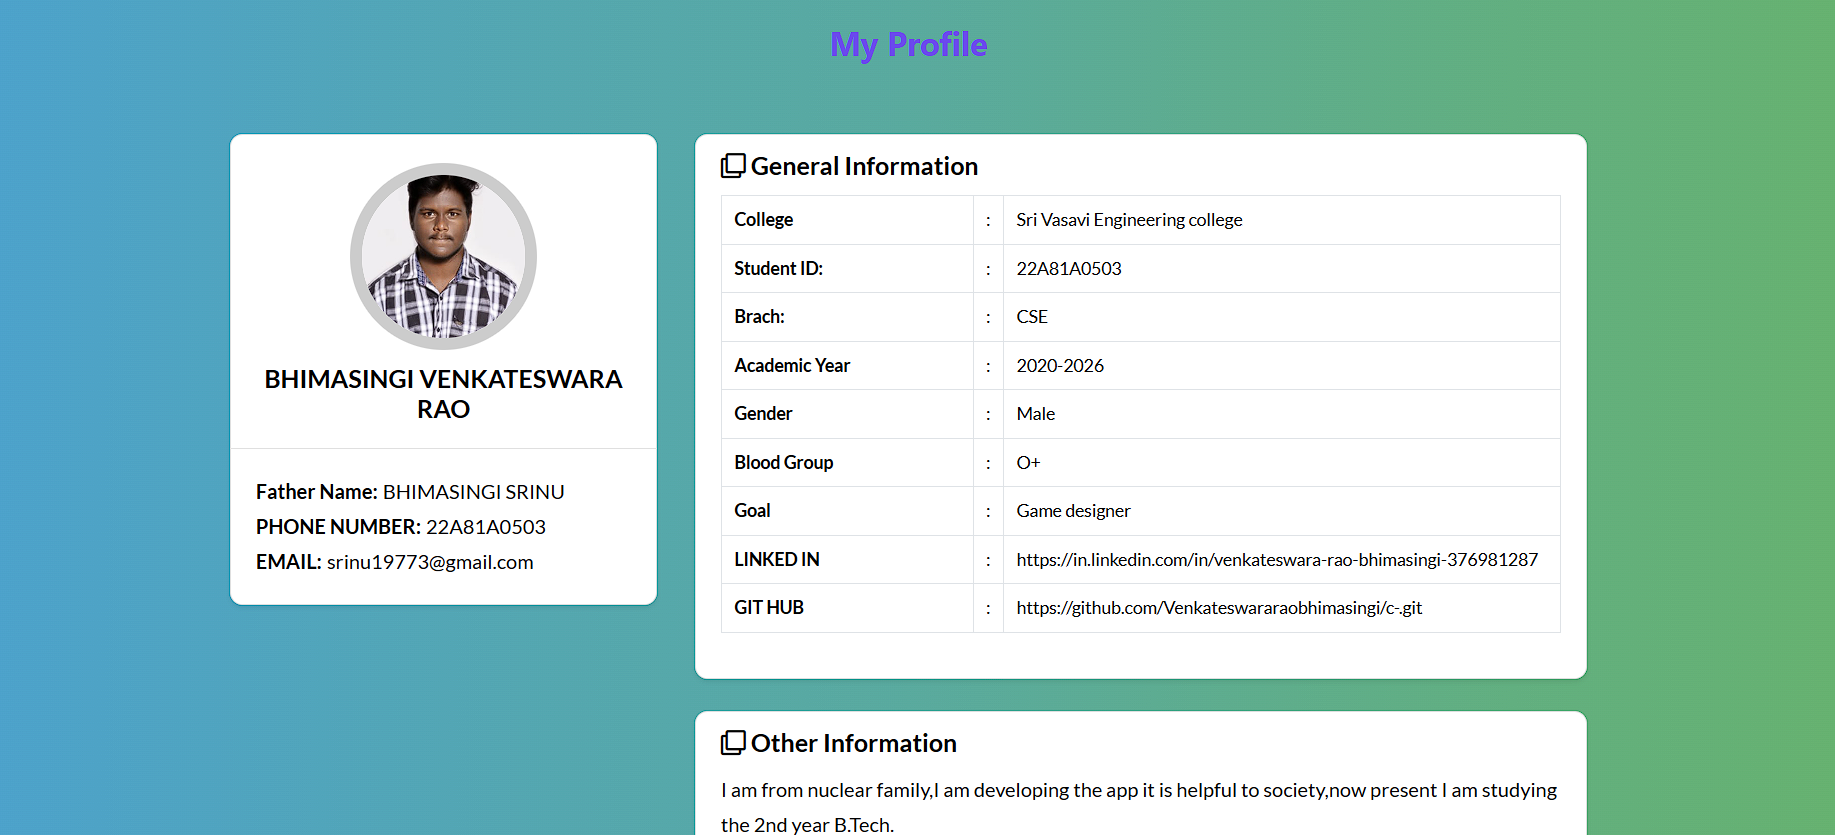 My Profile
BHIMASINGI VENKATESWARA
RAO
Father Name: BHIMASINGI SRINU
PHONE NUMBER: 22A81A0503
EMAIL: srinu19773@gmail.com
General Information
College : Sri Vasavi Engineering college
Student ID: : 22A81A0503
Brach: : CSE
Academic Year : 2020-2026
Gender : Male
Blood Group : O+
Goal : Game designer
LINKED IN : https://in.linkedin.com/in/venkateswara-rao-bhimasingi-376981287
GIT HUB : https://github.com/Venkateswararaobhimasingi/c-.git
Other Information
I am from nuclear family,I am developing the app it is helpful to society,now present I am studying
the 2nd year B.Tech.